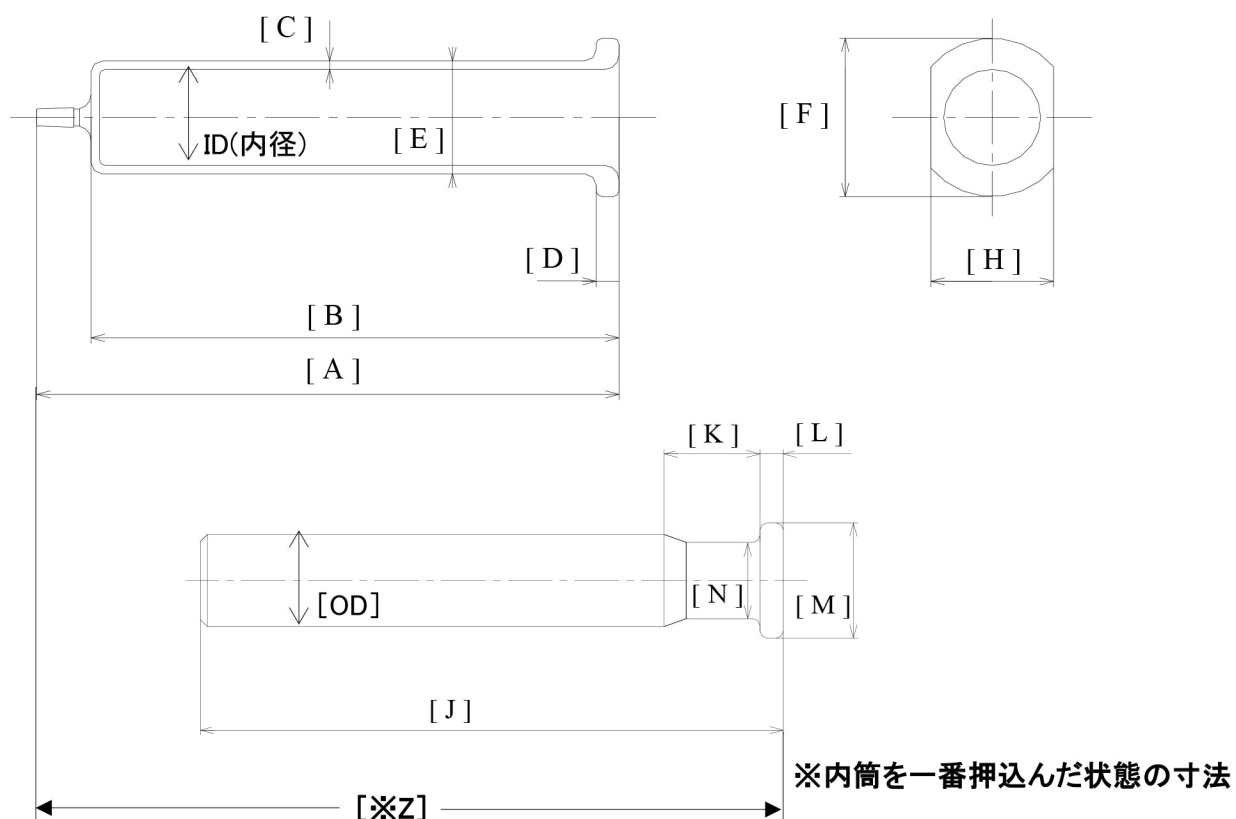 [ C ]
ID(内径)
[ E ]
[ F ]
[ D ]
[ H ]
[ B ]
[ A ]
[ K ]
[ L ]
[OD]
[ N ]
[ M ]
[ J ]
※内筒を一番押込んだ状態の寸法
[※Z]